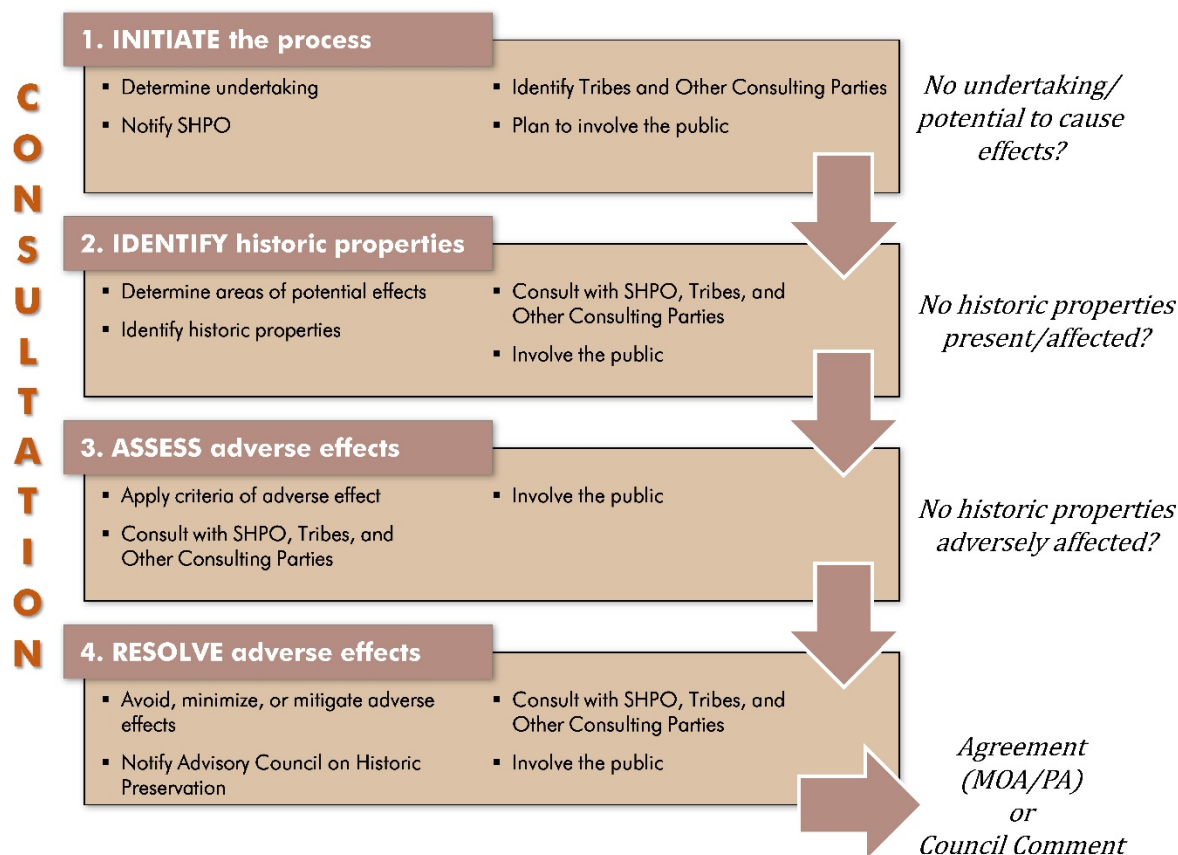 CONSULTATION
1. INITIATE the process
▪ Determine undertaking
▪ Notify SHPO
▪ Identify Tribes and Other Consulting Parties
▪ Plan to involve the public
No undertaking/
potential to cause
effects?
2. IDENTIFY historic properties
▪ Determine areas of potential effects
▪ Identify historic properties
▪ Consult with SHPO, Tribes, and
Other Consulting Parties
▪ Involve the public
No historic properties
present/affected?
3. ASSESS adverse effects
▪ Apply criteria of adverse effect
▪ Consult with SHPO, Tribes, and
Other Consulting Parties
▪ Involve the public
No historic properties
adversely affected?
4. RESOLVE adverse effects
▪ Avoid, minimize, or mitigate adverse
effects
▪ Notify Advisory Council on Historic
Preservation
▪ Consult with SHPO, Tribes, and
Other Consulting Parties
▪ Involve the public
Agreement
(MOA/PA)
or
Council Comment